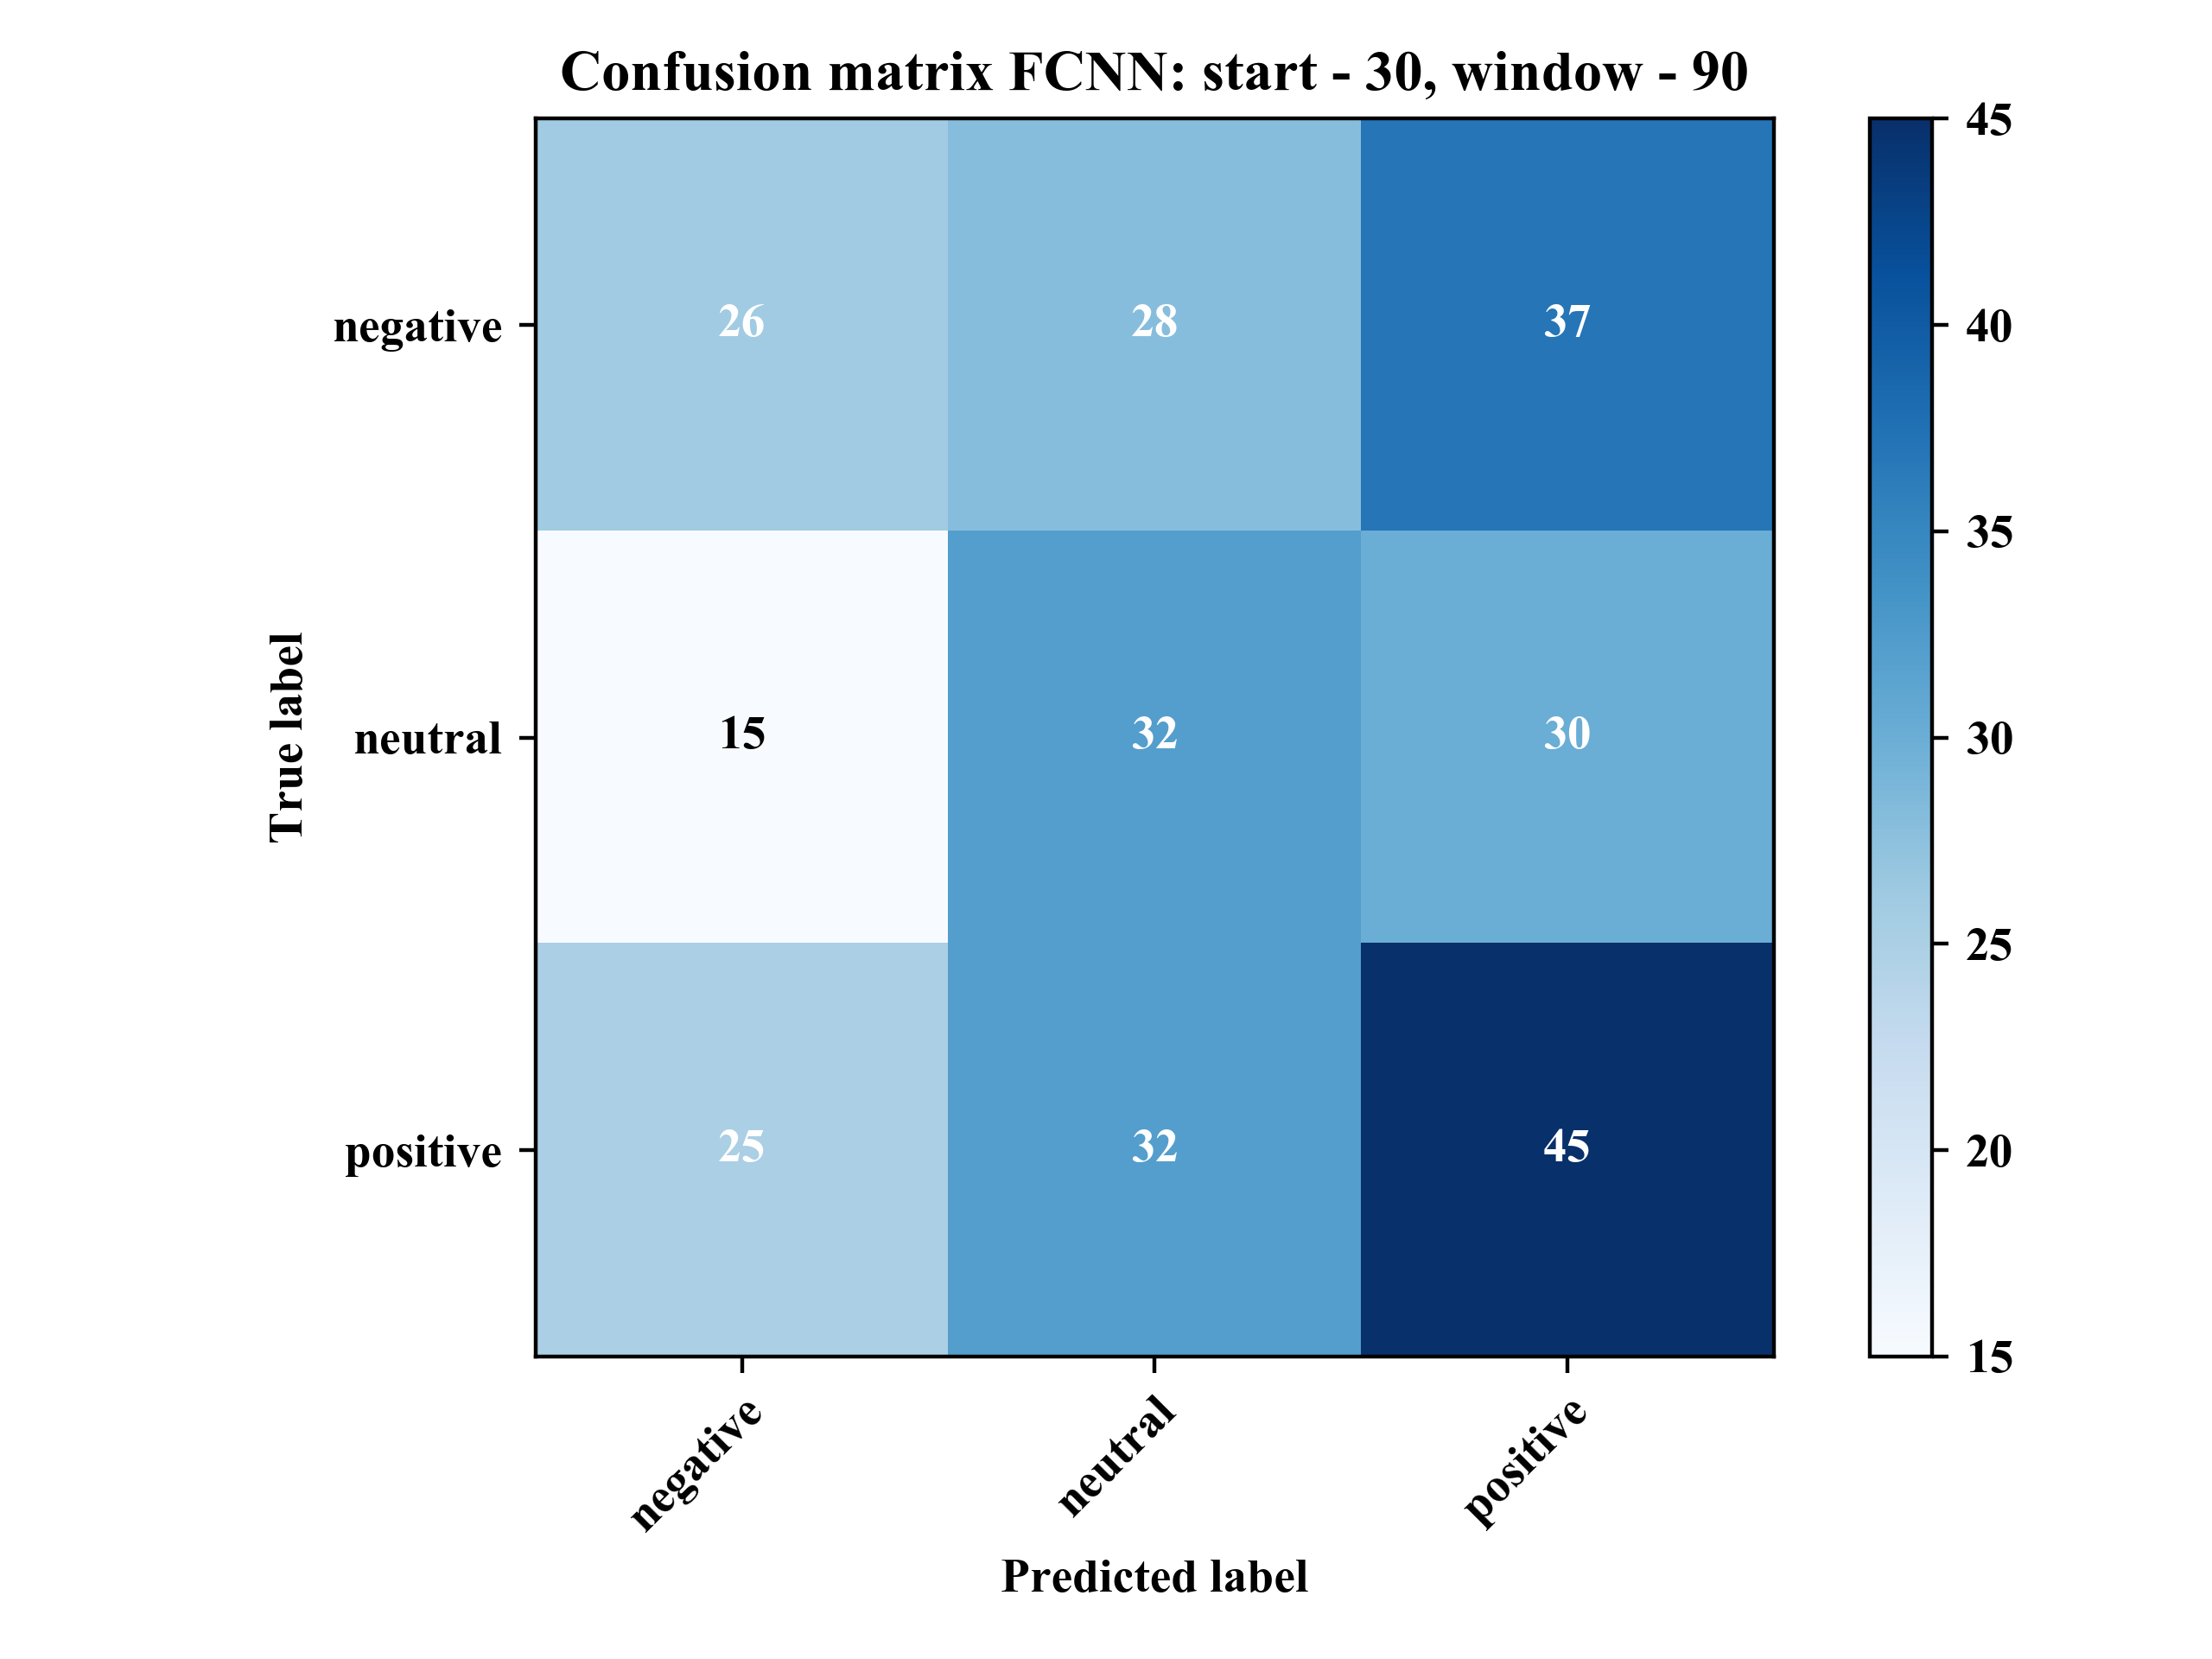 Confusion matrix FCNN: start - 30, window - 90
True label
negative 26 28 37
neutral 15 32 30
positive 25 32 45
negative neutral positive
Predicted label
45
40
35
30
25
20
15